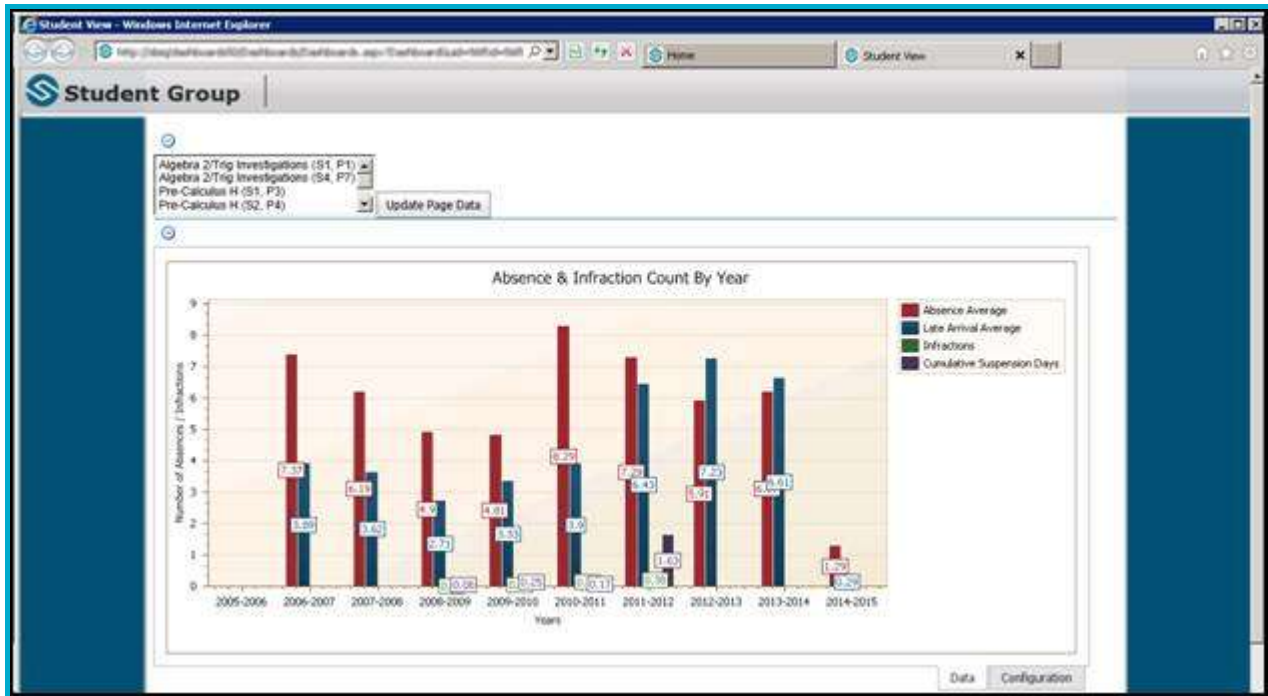 Student View - Windows Internet Explorer
Home
Student View
Student Group
Algebra 2/Trig Investigations (S1, P1)
Algebra 2/Trig Investigations (S4, P7)
Pre-Calculus H (S1, P3)
Pre-Calculus H (S2, P4)
Update Page Data
Absence & Infraction Count By Year
Absence Average
Late Arrival Average
Infractions
Cumulative Suspension Days
Number of Absences / Infractions
9
8
7
6
5
4
3
2
1
0
7.37
3.89
6.19
3.62
4.9
2.71
0.08
4.81
3.33
0.25
8.29
3.9
0.17
7.29
6.43
1.63
5.91
7.23
6.61
1.29
0.29
2005-2006 2006-2007 2007-2008 2008-2009 2009-2010 2010-2011 2011-2012 2012-2013 2013-2014 2014-2015
Years
Data Configuration